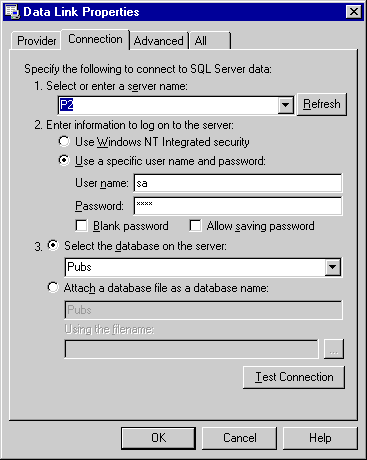 Data Link Properties
Provider Connection Advanced All
Specify the following to connect to SQL Server data:
1. Select or enter a server name:
P2 Refresh
2. Enter information to log on to the server:
Use Windows NT Integrated security
Use a specific user name and password:
User name: sa
Password: ****
Blank password Allow saving password
3. Select the database on the server:
Pubs
Attach a database file as a database name:
Pubs
Using the filename:
...
Test Connection
OK Cancel Help